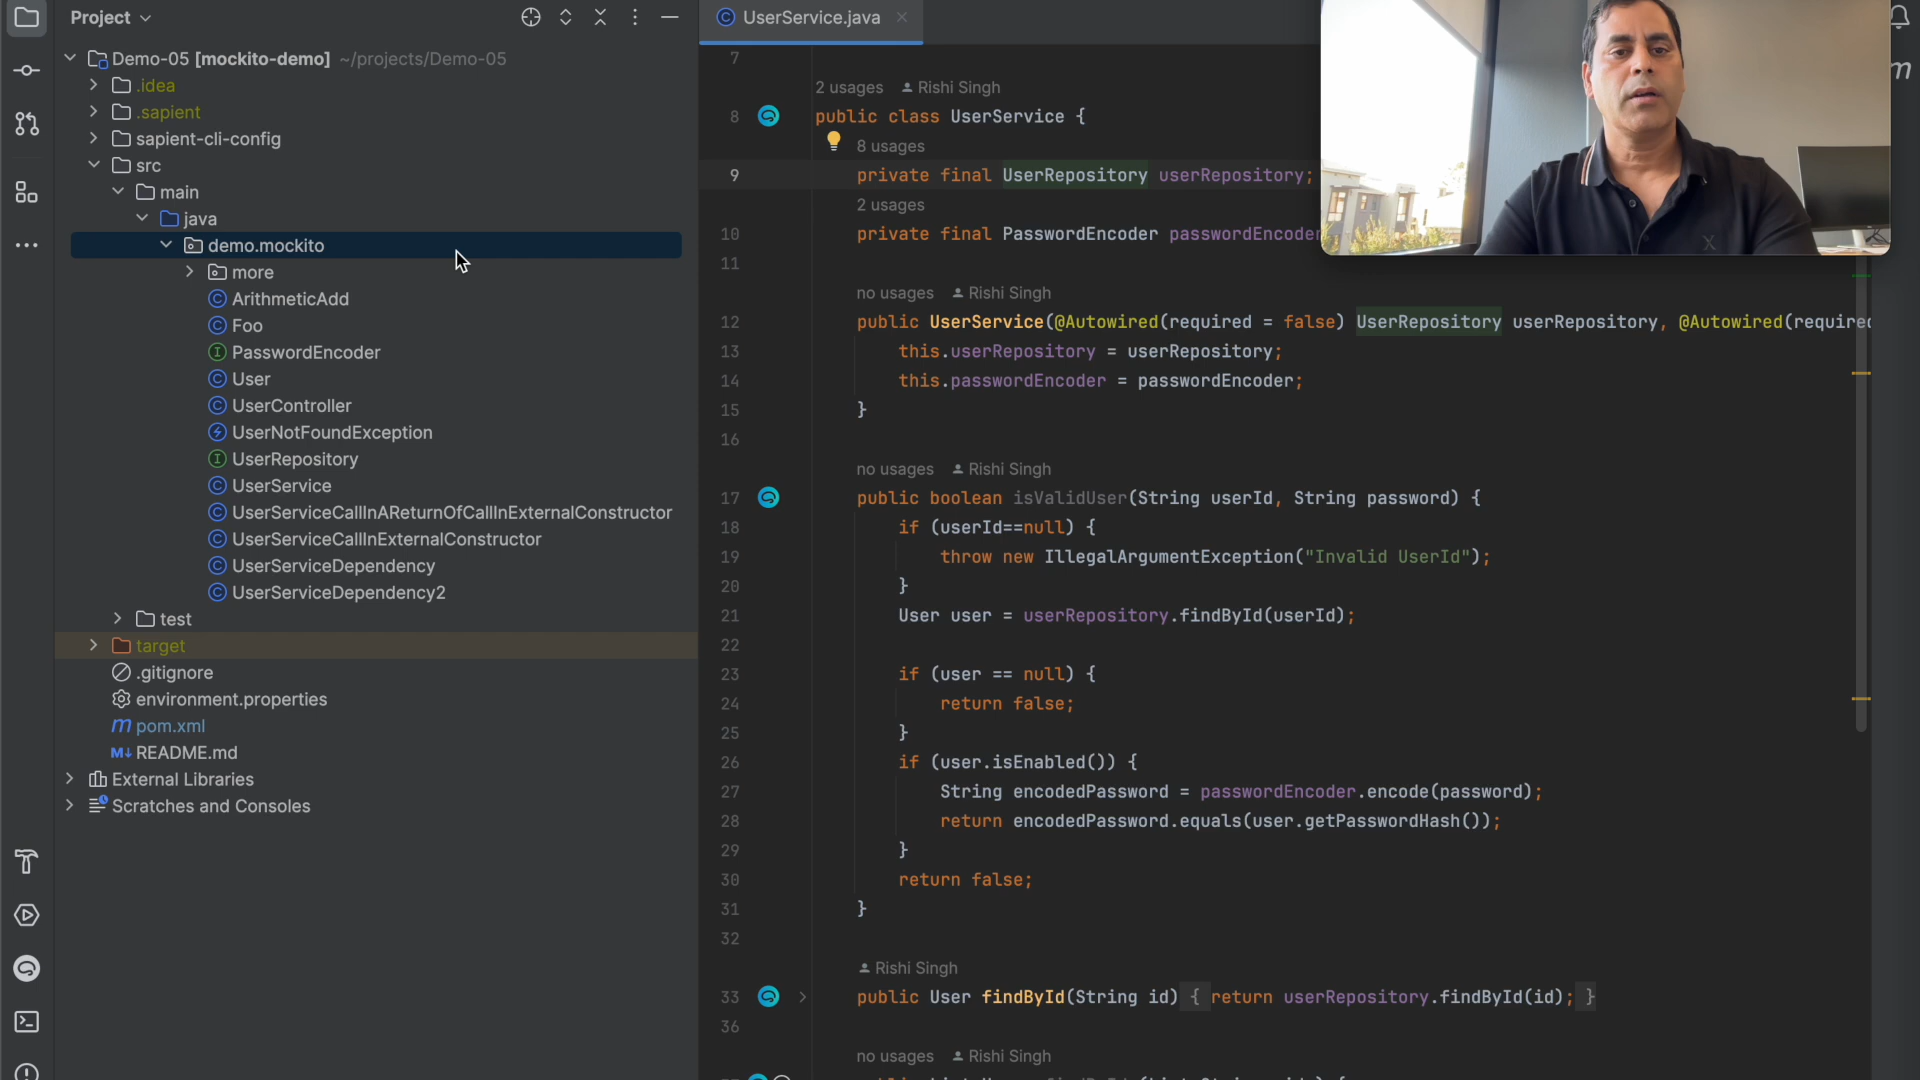 Project
Demo-05 [mockito-demo] ~/projects/Demo-05
.idea
.sapient
sapient-cli-config
src
main
java
demo.mockito
more
ArithmeticAdd
Foo
PasswordEncoder
User
UserController
UserNotFoundException
UserRepository
UserService
UserServiceCallInAReturnOfCallInExternalConstructor
UserServiceCallInExternalConstructor
UserServiceDependency
UserServiceDependency2
test
target
.gitignore
environment.properties
m pom.xml
M↓ README.md
External Libraries
Scratches and Consoles
UserService.java
7
2 usages Rishi Singh
8 public class UserService {
8 usages
9 private final UserRepository userRepository;
2 usages
10 private final PasswordEncoder passwordEncoder
11
no usages Rishi Singh
12 public UserService(@Autowired(required = false) UserRepository userRepository, @Autowired(required
13 this.userRepository = userRepository;
14 this.passwordEncoder = passwordEncoder;
15 }
16
no usages Rishi Singh
17 public boolean isValidUser(String userId, String password) {
18 if (userId==null) {
19 throw new IllegalArgumentException("Invalid UserId");
20 }
21 User user = userRepository.findById(userId);
22
23 if (user == null) {
24 return false;
25 }
26 if (user.isEnabled()) {
27 String encodedPassword = passwordEncoder.encode(password);
28 return encodedPassword.equals(user.getPasswordHash());
29 }
30 return false;
31 }
32
Rishi Singh
33 public User findById(String id) { return userRepository.findById(id); }
36
no usages Rishi Singh